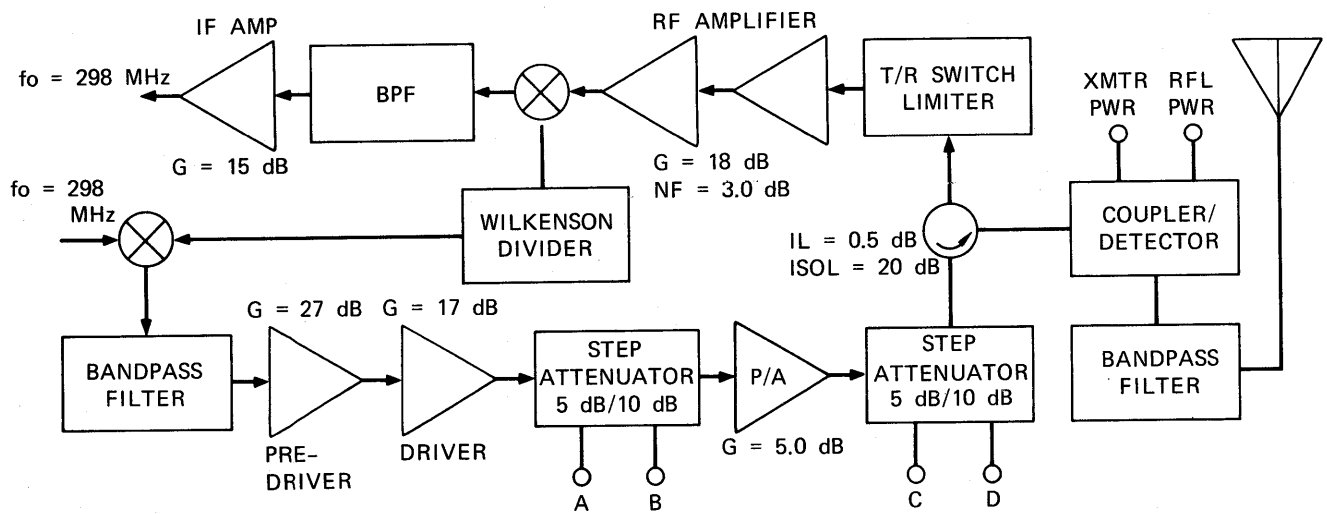 IF AMP
RF AMPLIFIER
fo = 298 MHz
BPF
T/R SWITCH
LIMITER
XMTR
PWR
RFL
PWR
G = 15 dB
G = 18 dB
NF = 3.0 dB
fo = 298
MHz
WILKENSON
DIVIDER
IL = 0.5 dB
ISOL = 20 dB
COUPLER/
DETECTOR
G = 27 dB
G = 17 dB
BANDPASS
FILTER
STEP
ATTENUATOR
5 dB/10 dB
P/A
STEP
ATTENUATOR
5 dB/10 dB
BANDPASS
FILTER
PRE-
DRIVER
DRIVER
G = 5.0 dB
A
B
C
D